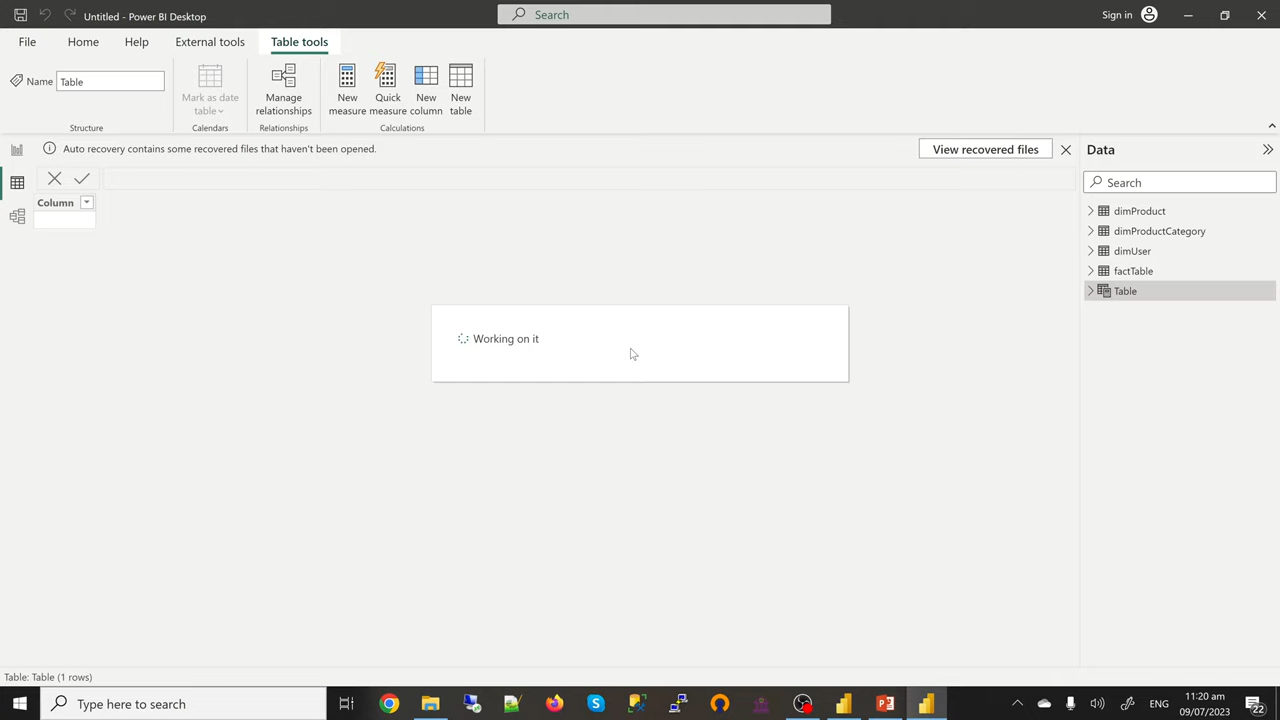 Untitled - Power BI Desktop
Search
Sign in
File
Home
Help
External tools
Table tools
Name
Table
Mark as date
table
Manage
relationships
New
measure
Quick
measure
New
column
New
table
Structure
Calendars
Relationships
Calculations
Auto recovery contains some recovered files that haven't been opened.
View recovered files
Column
Working on it
Data
Search
dimProduct
dimProductCategory
dimUser
factTable
Table
Table: Table (1 rows)
Type here to search
ENG
11:20 am
09/07/2023
22